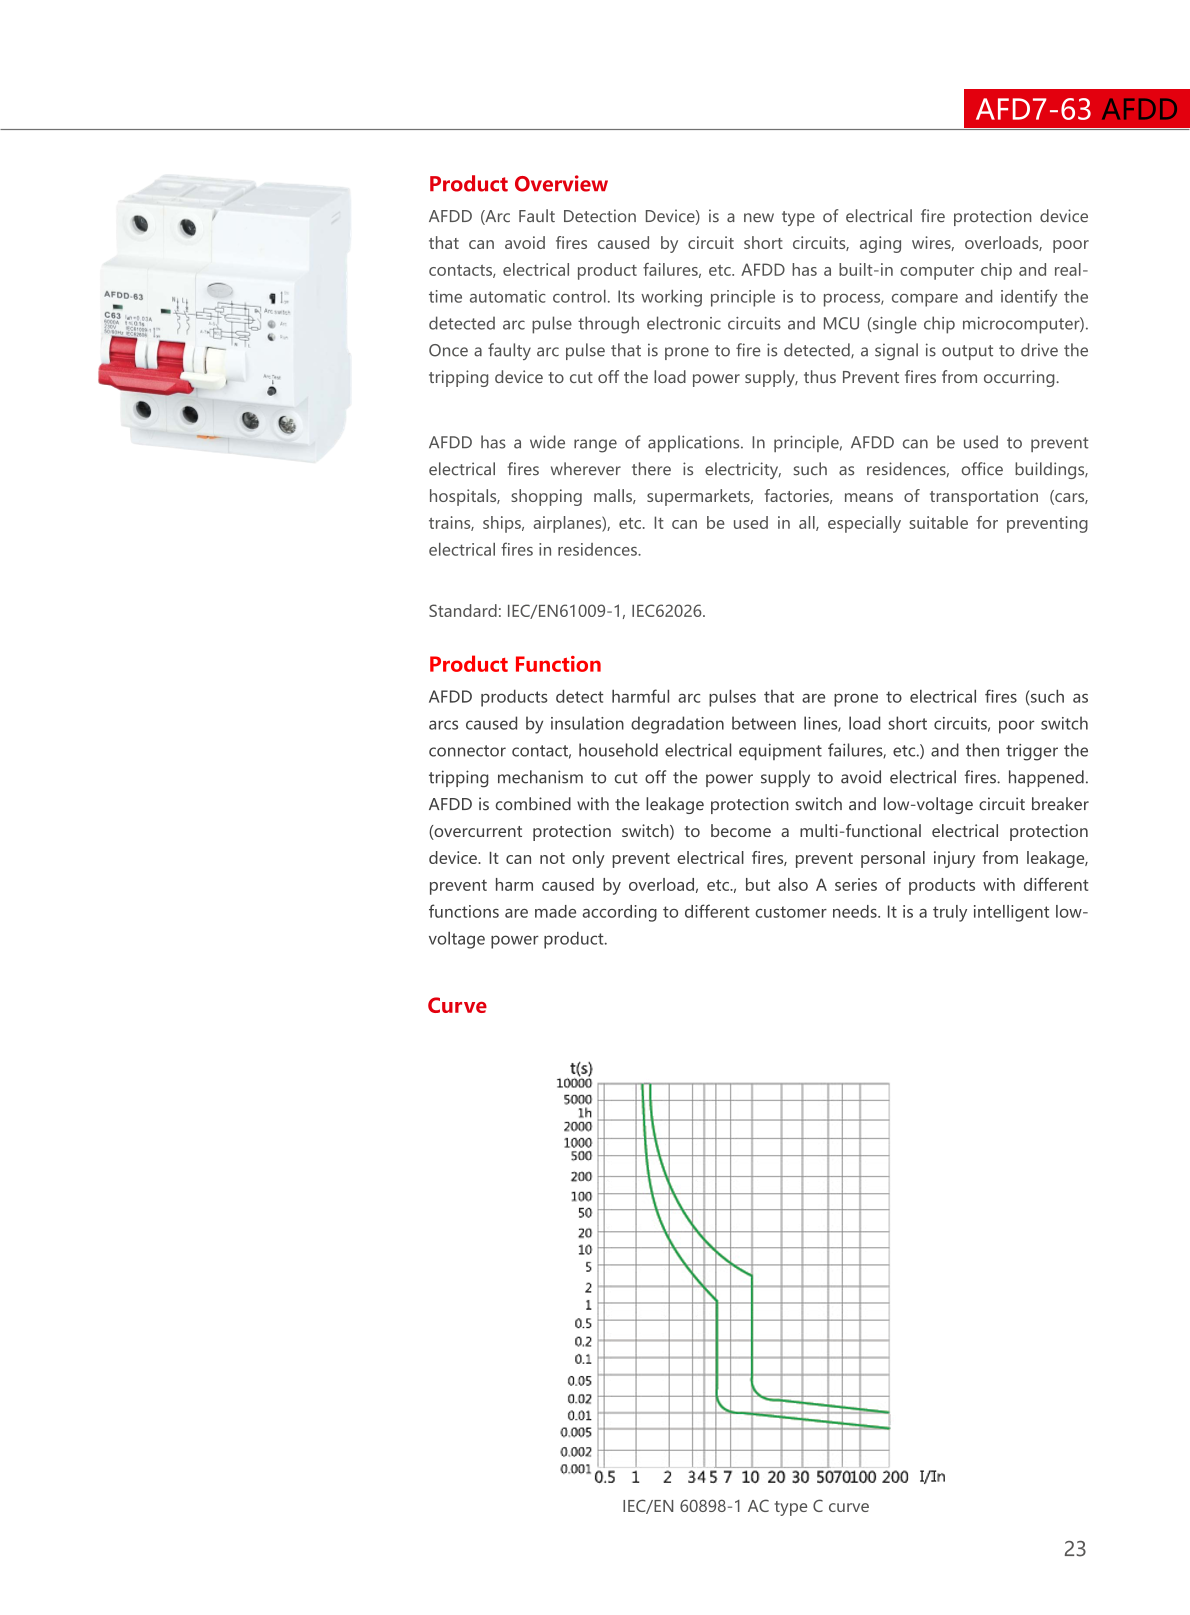 AFD7-63 AFDD
Product Overview
AFDD (Arc Fault Detection Device) is a new type of electrical fire protection device
that can avoid fires caused by circuit short circuits, aging wires, overloads, poor
contacts, electrical product failures, etc. AFDD has a built-in computer chip and real-
time automatic control. Its working principle is to process, compare and identify the
detected arc pulse through electronic circuits and MCU (single chip microcomputer).
Once a faulty arc pulse that is prone to fire is detected, a signal is output to drive the
tripping device to cut off the load power supply, thus Prevent fires from occurring.
AFDD has a wide range of applications. In principle, AFDD can be used to prevent
electrical fires wherever there is electricity, such as residences, office buildings,
hospitals, shopping malls, supermarkets, factories, means of transportation (cars,
trains, ships, airplanes), etc. It can be used in all, especially suitable for preventing
electrical fires in residences.
Standard: IEC/EN61009-1, IEC62026.
AFDD-63
C63
6000A
230V
Arc switch
Arc Test
Product Function
AFDD products detect harmful arc pulses that are prone to electrical fires (such as
arcs caused by insulation degradation between lines, load short circuits, poor switch
connector contact, household electrical equipment failures, etc.) and then trigger the
tripping mechanism to cut off the power supply to avoid electrical fires. happened.
AFDD is combined with the leakage protection switch and low-voltage circuit breaker
(overcurrent protection switch) to become a multi-functional electrical protection
device. It can not only prevent electrical fires, prevent personal injury from leakage,
prevent harm caused by overload, etc., but also A series of products with different
functions are made according to different customer needs. It is a truly intelligent low-
voltage power product.
Curve
t(s)
10000
5000
1h
2000
1000
500
200
100
50
20
10
5
2
1
0.5
0.2
0.1
0.05
0.02
0.01
0.005
0.002
0.001
0.5 1 2 3 4 5 7 10 20 30 50 70 100 200 I/In
IEC/EN 60898-1 AC type C curve
23